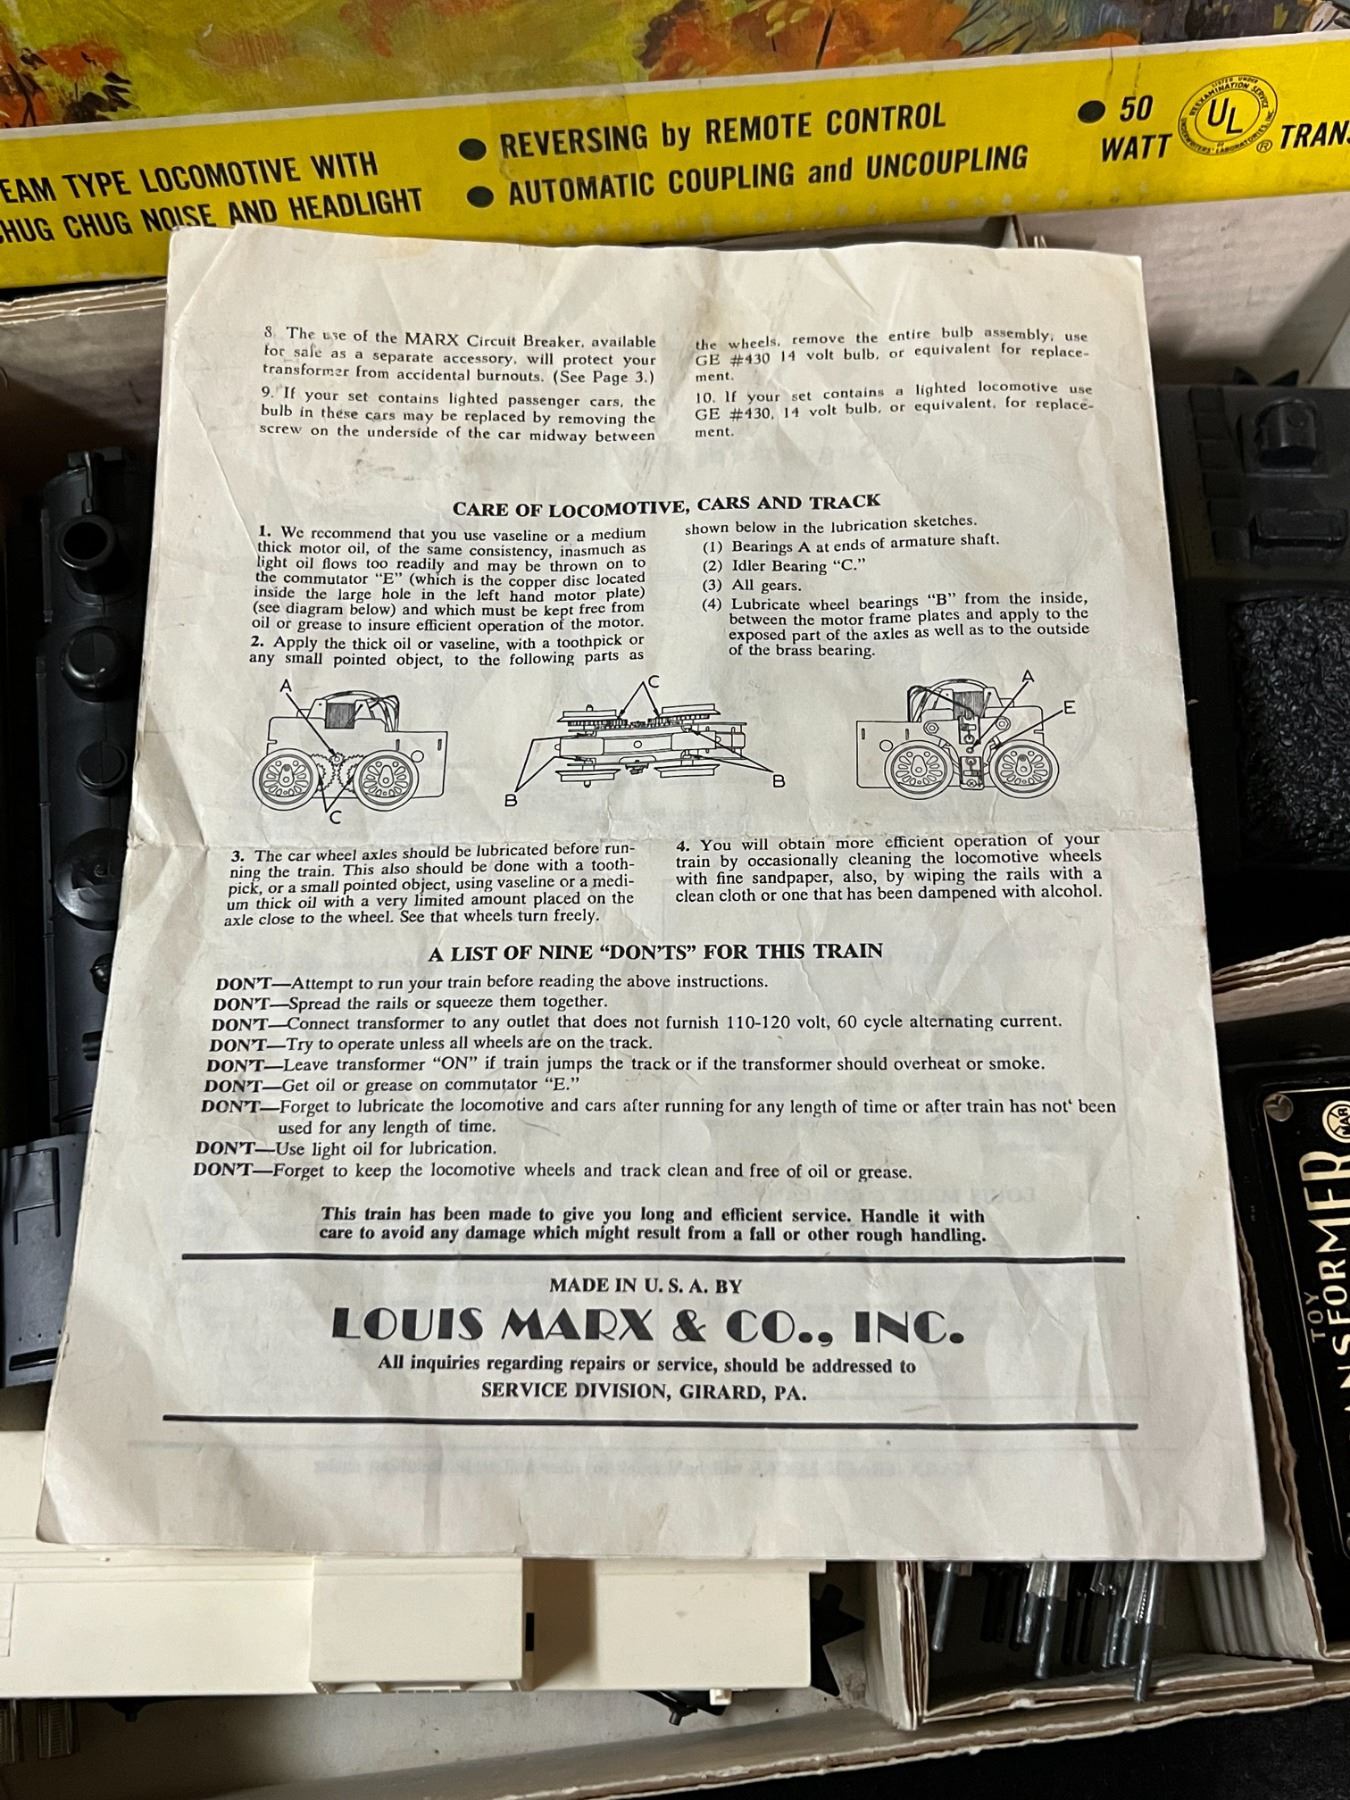 EAM TYPE LOCOMOTIVE WITH
HUG CHUG NOISE AND HEADLIGHT
● REVERSING by REMOTE CONTROL
● AUTOMATIC COUPLING and UNCOUPLING
● 50
WATT
UL
®
TRANS
8. The use of the MARX Circuit Breaker, available
for sale as a separate accessory, will protect your
transformer from accidental burnouts. (See Page 3.)
9. If your set contains lighted passenger cars, the
bulb in these cars may be replaced by removing the
screw on the underside of the car midway between
the wheels, remove the entire bulb assembly, use
GE #430 14 volt bulb, or equivalent for replace-
ment.
10. If your set contains a lighted locomotive use
GE #430, 14 volt bulb, or equivalent, for replace-
ment.
CARE OF LOCOMOTIVE, CARS AND TRACK
1. We recommend that you use vaseline or a medium
thick motor oil, of the same consistency, inasmuch as
light oil flows too readily and may be thrown on to
the commutator "E" (which is the copper disc located
inside the large hole in the left hand motor plate)
(see diagram below) and which must be kept free from
oil or grease to insure efficient operation of the motor.
2. Apply the thick oil or vaseline, with a toothpick or
any small pointed object, to the following parts as
shown below in the lubrication sketches.
(1) Bearings A at ends of armature shaft.
(2) Idler Bearing "C."
(3) All gears.
(4) Lubricate wheel bearings "B" from the inside,
between the motor frame plates and apply to the
exposed part of the axles as well as to the outside
of the brass bearing.
A
C
C
B
B
A
E
3. The car wheel axles should be lubricated before run-
ning the train. This also should be done with a tooth-
pick, or a small pointed object, using vaseline or a medi-
um thick oil with a very limited amount placed on the
axle close to the wheel. See that wheels turn freely.
4. You will obtain more efficient operation of your
train by occasionally cleaning the locomotive wheels
with fine sandpaper, also, by wiping the rails with a
clean cloth or one that has been dampened with alcohol.
A LIST OF NINE "DON'TS" FOR THIS TRAIN
DON'T—Attempt to run your train before reading the above instructions.
DON'T—Spread the rails or squeeze them together.
DON'T—Connect transformer to any outlet that does not furnish 110-120 volt, 60 cycle alternating current.
DON'T—Try to operate unless all wheels are on the track.
DON'T—Leave transformer "ON" if train jumps the track or if the transformer should overheat or smoke.
DON'T—Get oil or grease on commutator "E."
DON'T—Forget to lubricate the locomotive and cars after running for any length of time or after train has not been
used for any length of time.
DON'T—Use light oil for lubrication.
DON'T—Forget to keep the locomotive wheels and track clean and free of oil or grease.
This train has been made to give you long and efficient service. Handle it with
care to avoid any damage which might result from a fall or other rough handling.
MADE IN U. S. A. BY
LOUIS MARX & CO., INC.
All inquiries regarding repairs or service, should be addressed to
SERVICE DIVISION, GIRARD, PA.
TOY
NSFORMER
MAR